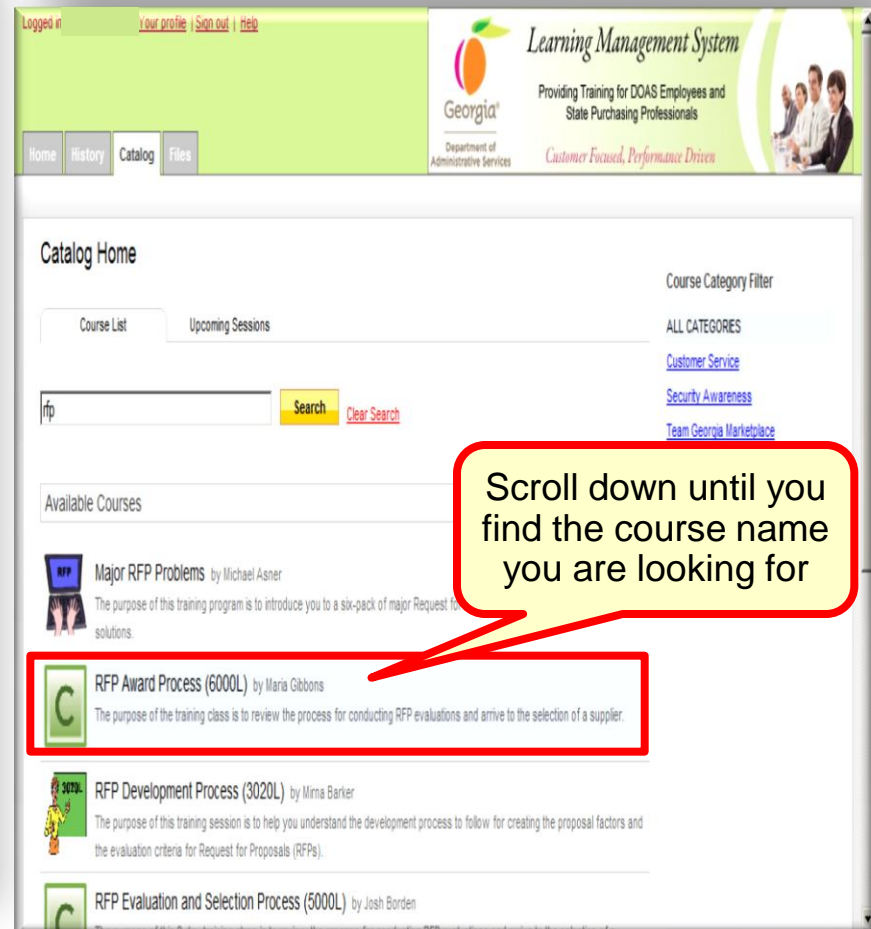 Logged in Your profile | Sign out | Help
Learning Management System
Providing Training for DOAS Employees and
State Purchasing Professionals
Georgia®
Department of
Administrative Services
Customer Focused, Performance Driven
Home History Catalog Files
Catalog Home
Course Category Filter
Course List Upcoming Sessions
ALL CATEGORIES
Customer Service
Security Awareness
Team Georgia Marketplace
rfp Search Clear Search
Scroll down until you
find the course name
you are looking for
Available Courses
RFP
Major RFP Problems by Michael Asner
The purpose of this training program is to introduce you to a six-pack of major Request for
solutions.
C
RFP Award Process (6000L) by Maria Gibbons
The purpose of the training class is to review the process for conducting RFP evaluations and arrive to the selection of a supplier.
3020L
RFP Development Process (3020L) by Mirna Barker
The purpose of this training session is to help you understand the development process to follow for creating the proposal factors and
the evaluation criteria for Request for Proposals (RFPs).
C
RFP Evaluation and Selection Process (5000L) by Josh Borden